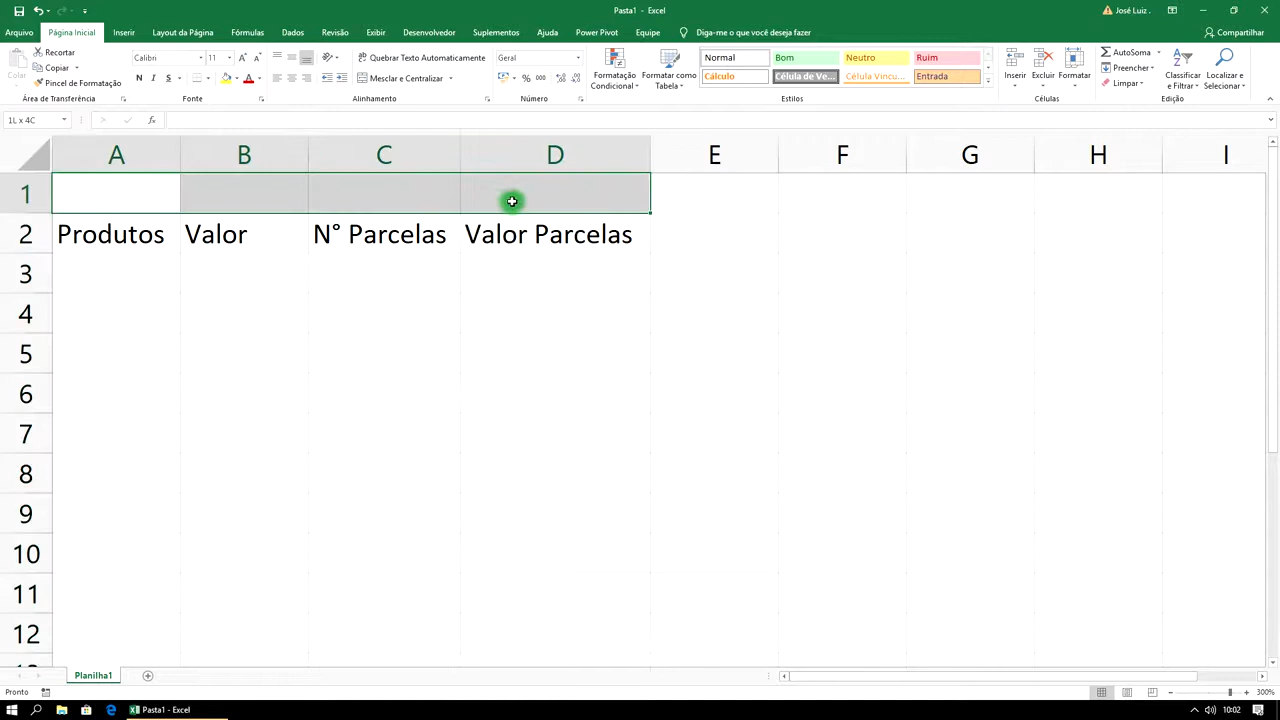 Pasta1 - Excel
José Luiz .
Arquivo Página Inicial Inserir Layout da Página Fórmulas Dados Revisão Exibir Desenvolvedor Suplementos Ajuda Power Pivot Equipe Diga-me o que você deseja fazer Compartilhar
Recortar
Copiar
Pincel de Formatação
Área de Transferência
Calibri 11
N I S
Fonte
Quebrar Texto Automaticamente
Mesclar e Centralizar
Alinhamento
Geral
% 000
Número
Formatação Condicional
Formatar como Tabela
Normal Bom Neutro Ruim
Cálculo Célula de Ve... Célula Vincu... Entrada
Estilos
Inserir Excluir Formatar
Células
AutoSoma
Preencher
Limpar
Classificar e Filtrar
Localizar e Selecionar
Edição
1L x 4C
fx
A B C D E F G H I
1
2 Produtos Valor N° Parcelas Valor Parcelas
3
4
5
6
7
8
9
10
11
12
Planilha1
Pronto
300%
Pasta1 - Excel
10:02